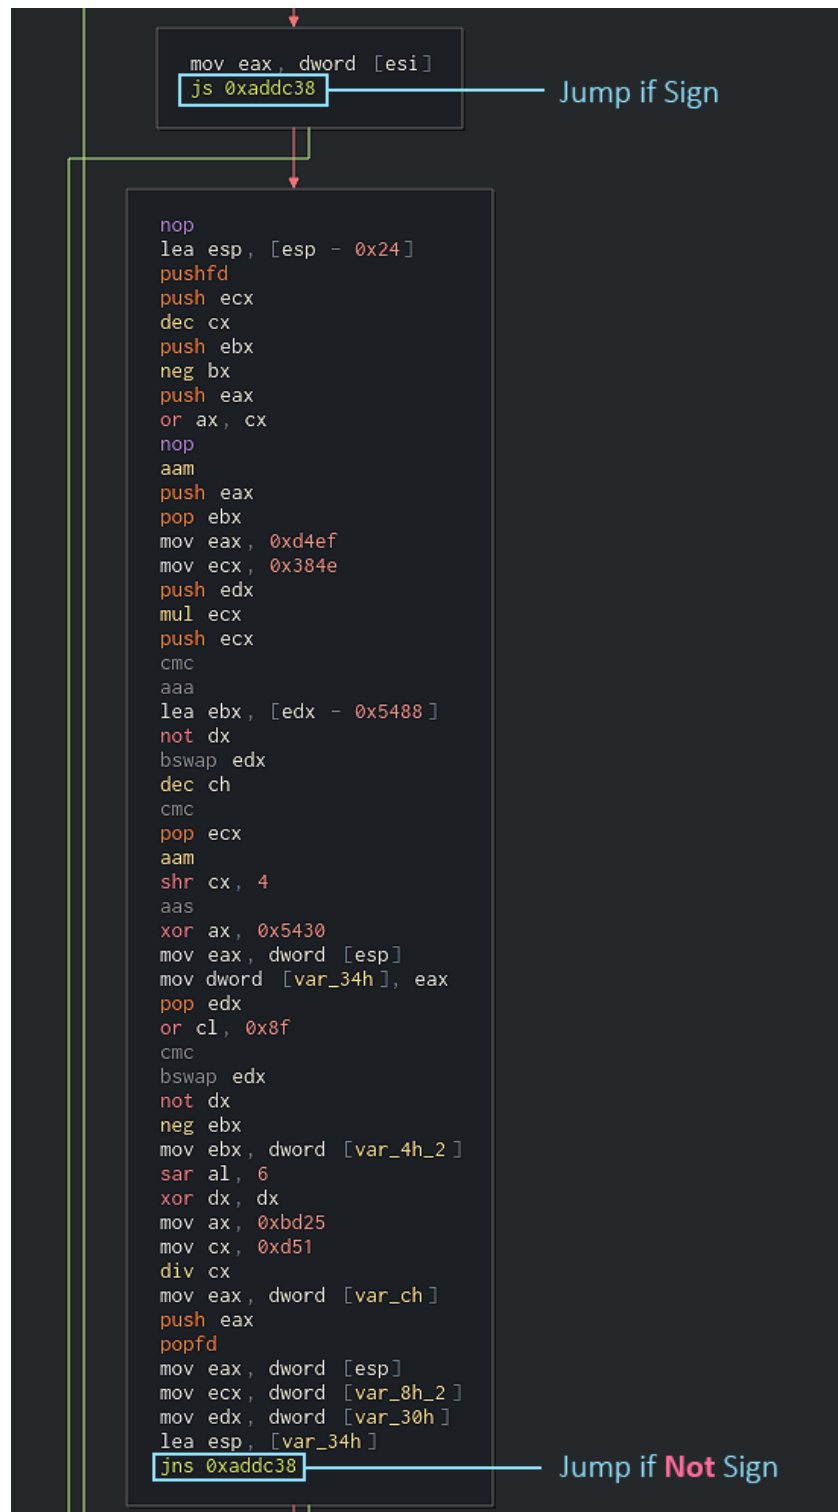 mov eax, dword [esi]
js 0xaddc38
Jump if Sign
nop
lea esp, [esp - 0x24]
pushfd
push ecx
dec cx
push ebx
neg bx
push eax
or ax, cx
nop
aam
push eax
pop ebx
mov eax, 0xd4ef
mov ecx, 0x384e
push edx
mul ecx
push ecx
cmc
aaa
lea ebx, [edx - 0x5488]
not dx
bswap edx
dec ch
cmc
pop ecx
aam
shr cx, 4
aas
xor ax, 0x5430
mov eax, dword [esp]
mov dword [var_34h], eax
pop edx
or cl, 0x8f
cmc
bswap edx
not dx
neg ebx
mov ebx, dword [var_4h_2]
sar al, 6
xor dx, dx
mov ax, 0xbd25
mov cx, 0xd51
div cx
mov eax, dword [var_ch]
push eax
popfd
mov eax, dword [esp]
mov ecx, dword [var_8h_2]
mov edx, dword [var_30h]
lea esp, [var_34h]
jns 0xaddc38
Jump if Not Sign